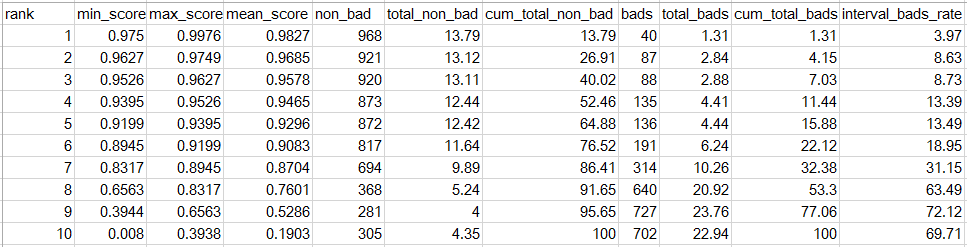 rank min_score max_score mean_score non_bad total_non_bad cum_total_non_bad bads total_bads cum_total_bads interval_bads_rate
1 0.975 0.9976 0.9827 968 13.79 13.79 40 1.31 1.31 3.97
2 0.9627 0.9749 0.9685 921 13.12 26.91 87 2.84 4.15 8.63
3 0.9526 0.9627 0.9578 920 13.11 40.02 88 2.88 7.03 8.73
4 0.9395 0.9526 0.9465 873 12.44 52.46 135 4.41 11.44 13.39
5 0.9199 0.9395 0.9296 872 12.42 64.88 136 4.44 15.88 13.49
6 0.8945 0.9199 0.9083 817 11.64 76.52 191 6.24 22.12 18.95
7 0.8317 0.8945 0.8704 694 9.89 86.41 314 10.26 32.38 31.15
8 0.6563 0.8317 0.7601 368 5.24 91.65 640 20.92 53.3 63.49
9 0.3944 0.6563 0.5286 281 4 95.65 727 23.76 77.06 72.12
10 0.008 0.3938 0.1903 305 4.35 100 702 22.94 100 69.71